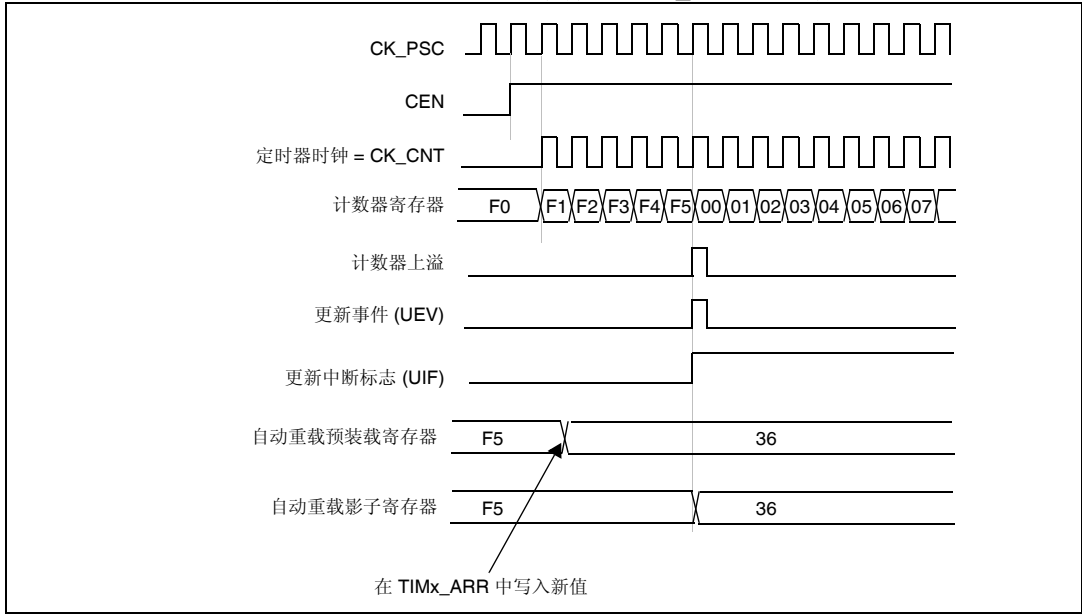 CK_PSC
CEN
定时器时钟 = CK_CNT
计数器寄存器 F0 F1 F2 F3 F4 F5 00 01 02 03 04 05 06 07
计数器上溢
更新事件 (UEV)
更新中断标志 (UIF)
自动重载预装载寄存器 F5 36
自动重载影子寄存器 F5 36
在 TIMx_ARR 中写入新值